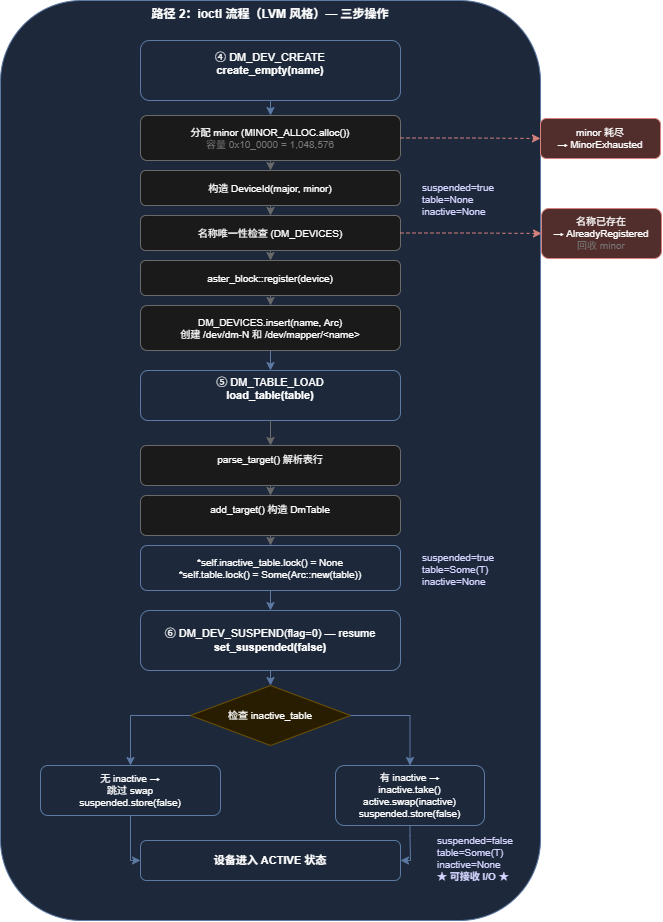 路径 2：ioctl 流程（LVM 风格）— 三步操作
④ DM_DEV_CREATE
create_empty(name)
分配 minor (MINOR_ALLOC.alloc())
容量 0x10_0000 = 1,048,576
minor 耗尽
→ MinorExhausted
构造 DeviceId(major, minor)
suspended=true
table=None
inactive=None
名称唯一性检查 (DM_DEVICES)
名称已存在
→ AlreadyRegistered
回收 minor
aster_block::register(device)
DM_DEVICES.insert(name, Arc)
创建 /dev/dm-N 和 /dev/mapper/<name>
⑤ DM_TABLE_LOAD
load_table(table)
parse_target() 解析表行
add_target() 构造 DmTable
*self.inactive_table.lock() = None
*self.table.lock() = Some(Arc::new(table))
suspended=true
table=Some(T)
inactive=None
⑥ DM_DEV_SUSPEND(flag=0) — resume
set_suspended(false)
检查 inactive_table
无 inactive →
跳过 swap
suspended.store(false)
有 inactive →
inactive.take()
active.swap(inactive)
suspended.store(false)
设备进入 ACTIVE 状态
suspended=false
table=Some(T)
inactive=None
★ 可接收 I/O ★